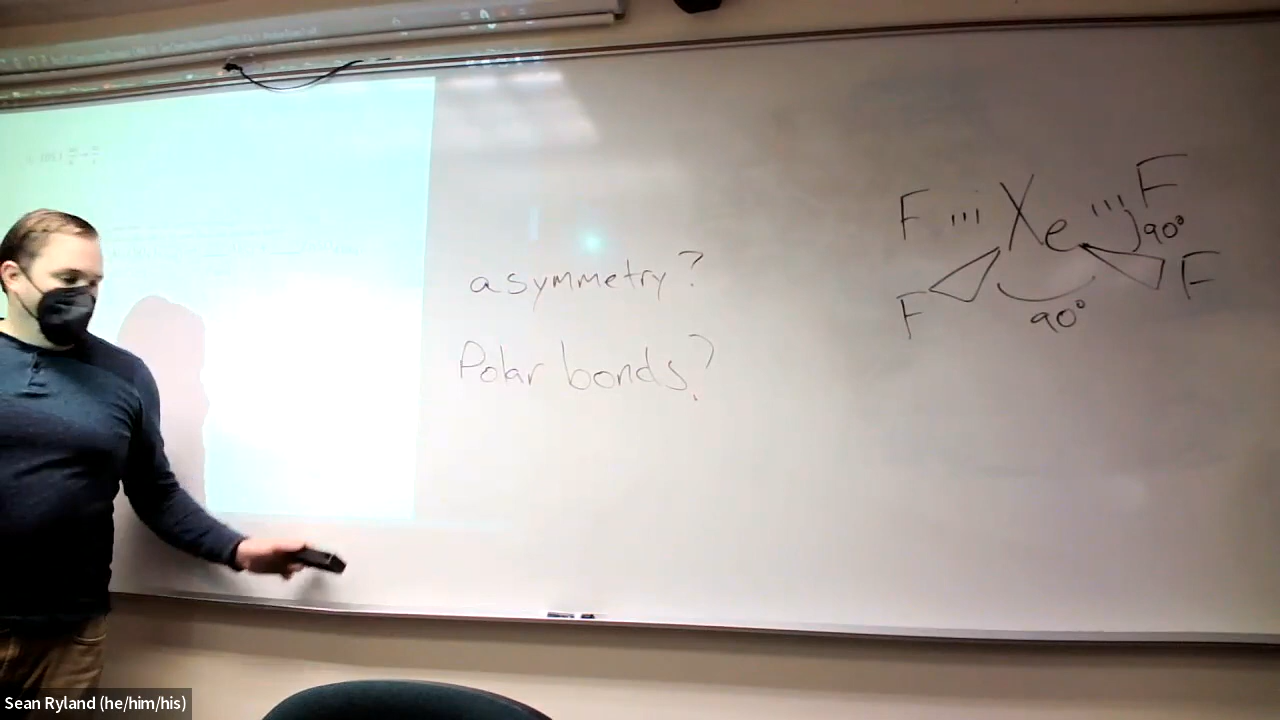 asymmetry?
Polar bonds?
F Xe F
90°
F F
90°
Sean Ryland (he/him/his)